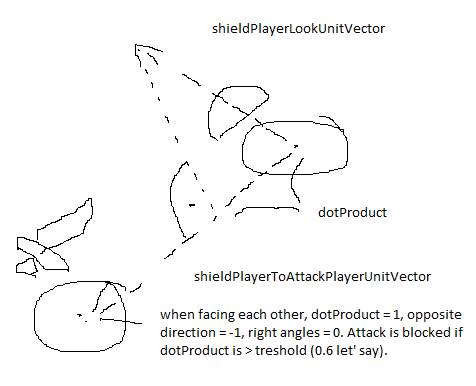 shieldPlayerLookUnitVector
dotProduct
shieldPlayerToAttackPlayerUnitVector
when facing each other, dotProduct = 1, opposite
direction = -1, right angles = 0. Attack is blocked if
dotProduct is > treshold (0.6 let' say).